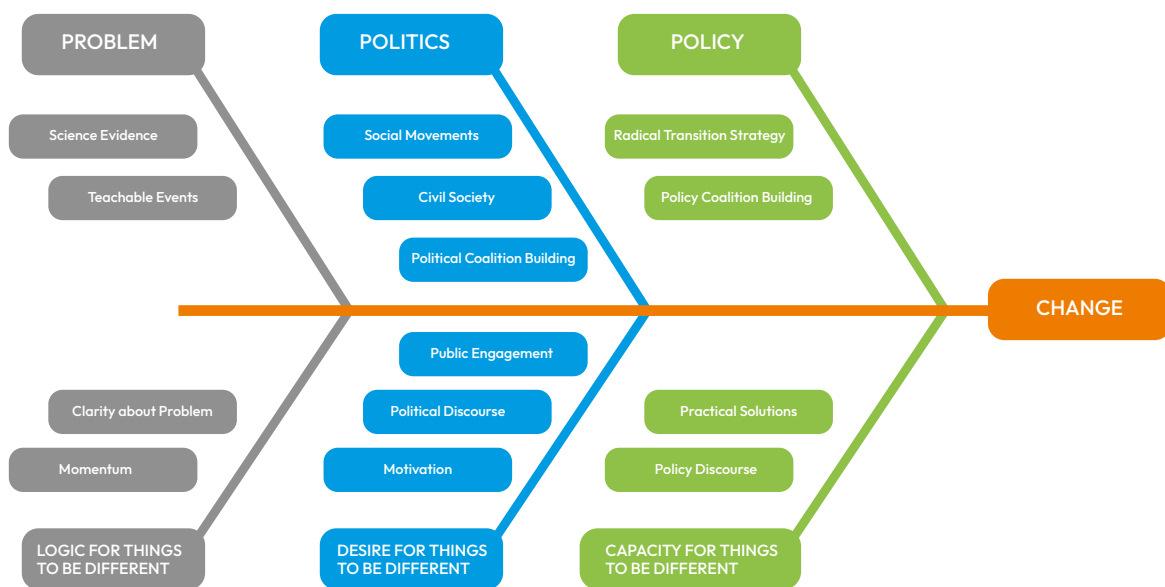 PROBLEM
POLITICS
POLICY
Science Evidence
Social Movements
Radical Transition Strategy
Teachable Events
Civil Society
Policy Coalition Building
Political Coalition Building
CHANGE
Public Engagement
Clarity about Problem
Political Discourse
Practical Solutions
Momentum
Motivation
Policy Discourse
LOGIC FOR THINGS
TO BE DIFFERENT
DESIRE FOR THINGS
TO BE DIFFERENT
CAPACITY FOR THINGS
TO BE DIFFERENT